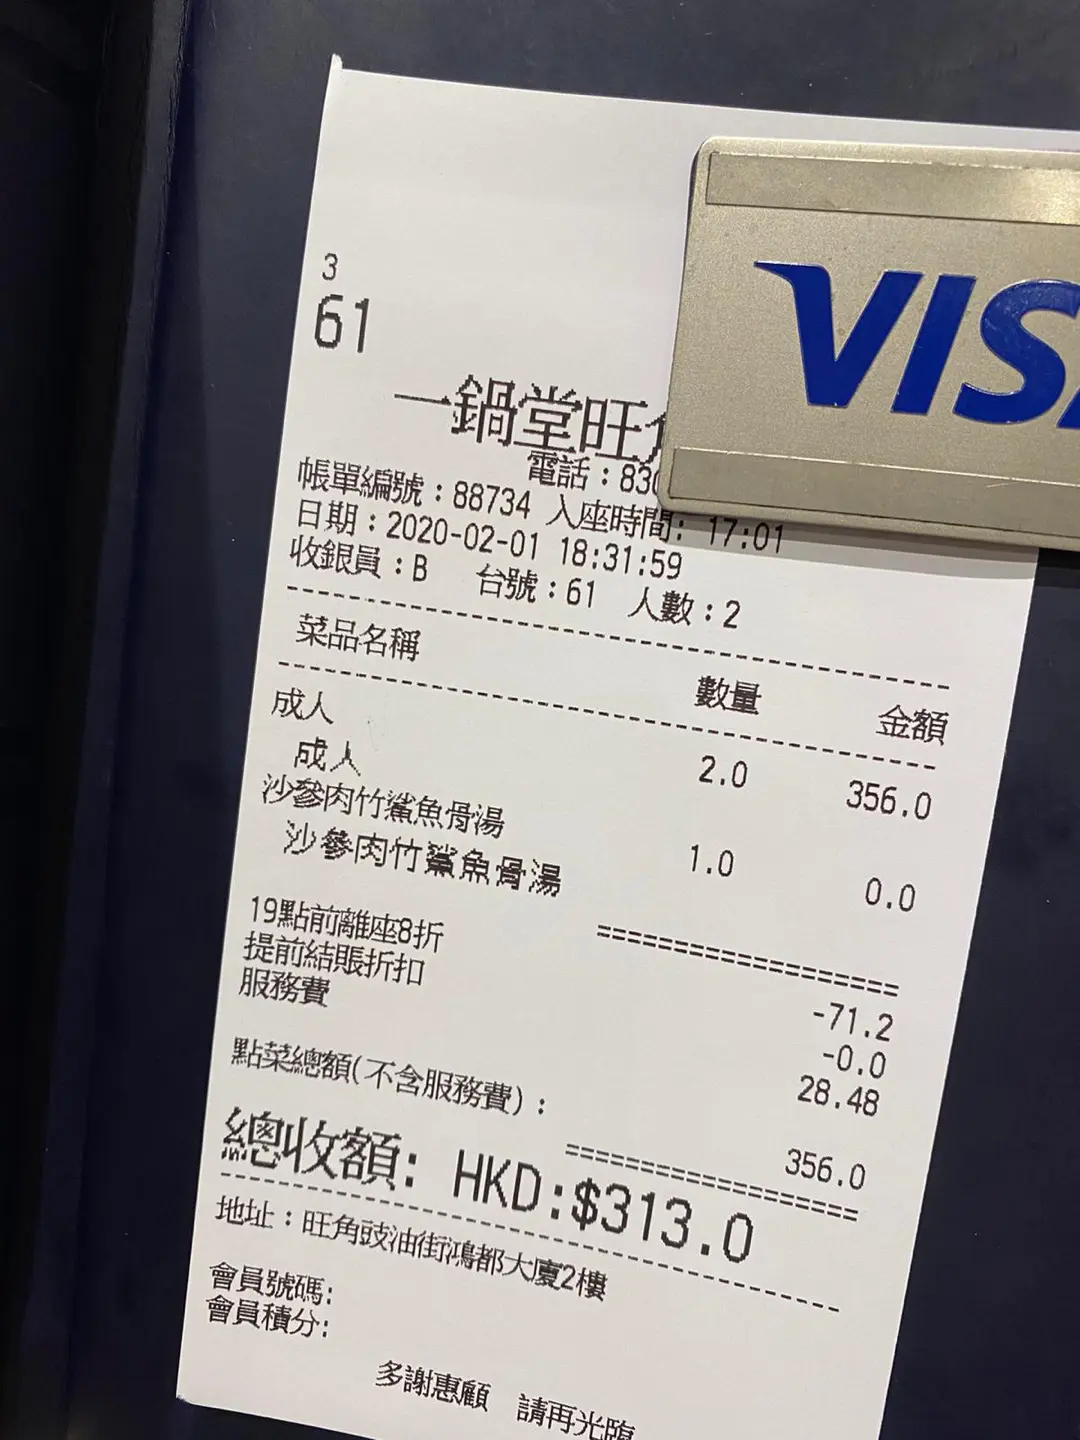 3
61
一鍋堂旺
電話：830
帳單編號：88734 入座時間：17:01
日期：2020-02-01 18:31:59
收銀員：B 台號：61 人數：2
菜品名稱 數量 金額
成人
成人 2.0 356.0
沙參肉竹鯊魚骨湯
沙參肉竹鯊魚骨湯 1.0 0.0
19點前離座8折 -71.2
提前結賬折扣 -0.0
服務費 28.48
點菜總額(不含服務費)： 356.0
總收額: HKD:$313.0
地址：旺角豉油街鴻都大廈2樓
會員號碼:
會員積分:
多謝惠顧 請再光臨
VISA